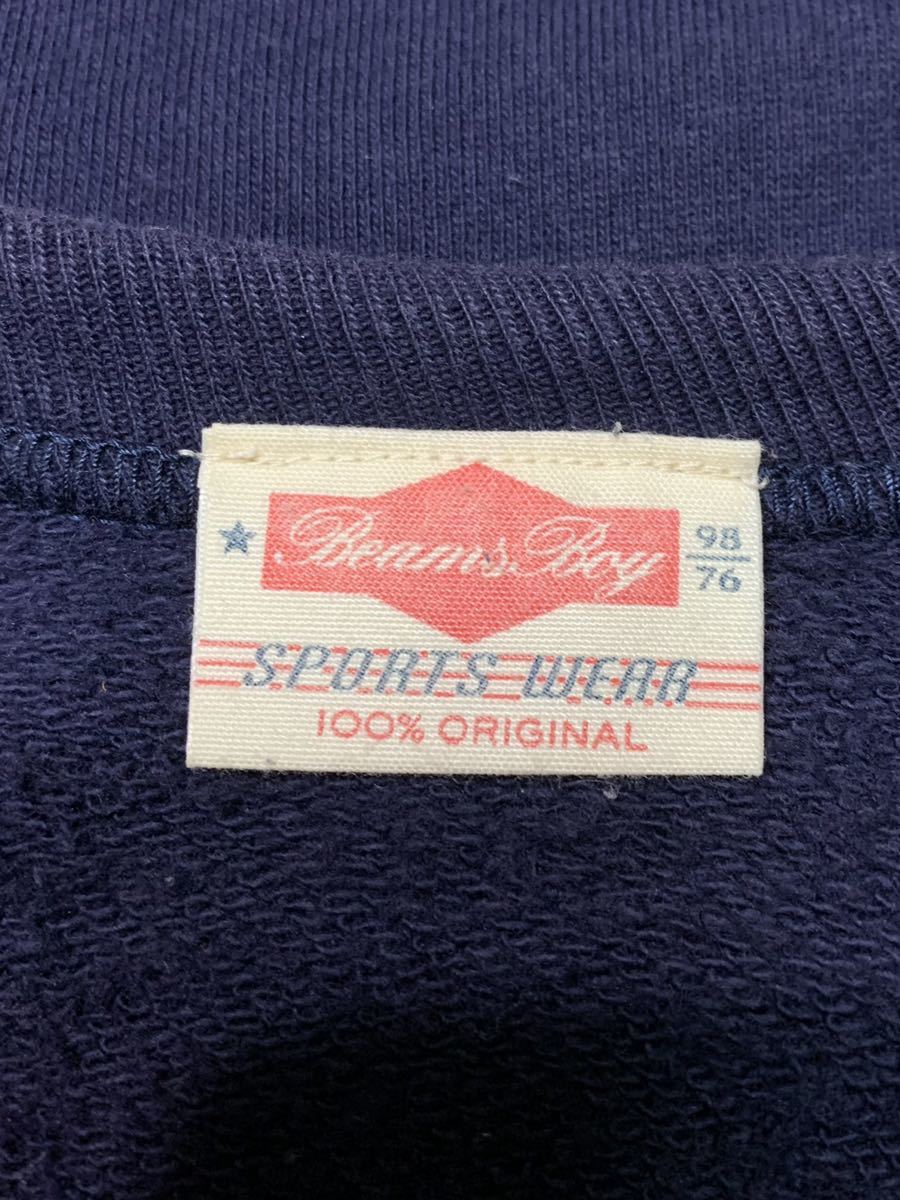 Beams Boy
98
76
SPORTS WEAR
100% ORIGINAL